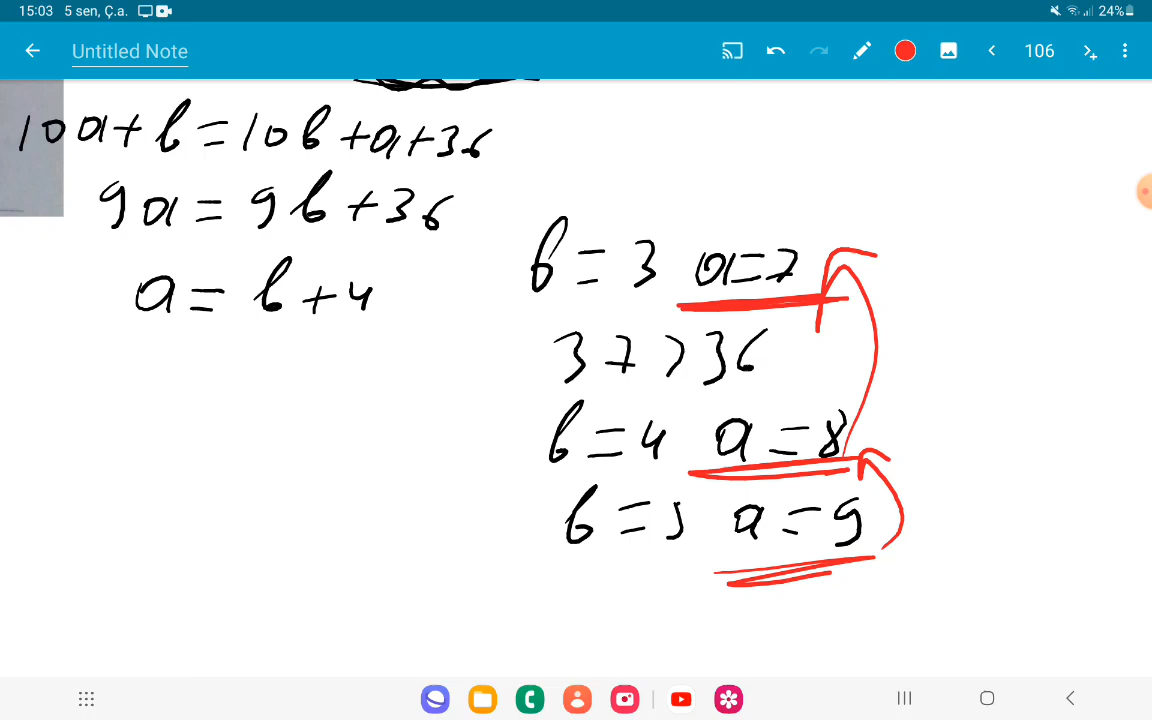 15:03 5 sen, Ç.a. 24%
Untitled Note 106
10a+b=10b+a+36
9a=9b+36
a=b+4
b=3 a=7
37>36
b=4 a=8
b=5 a=9